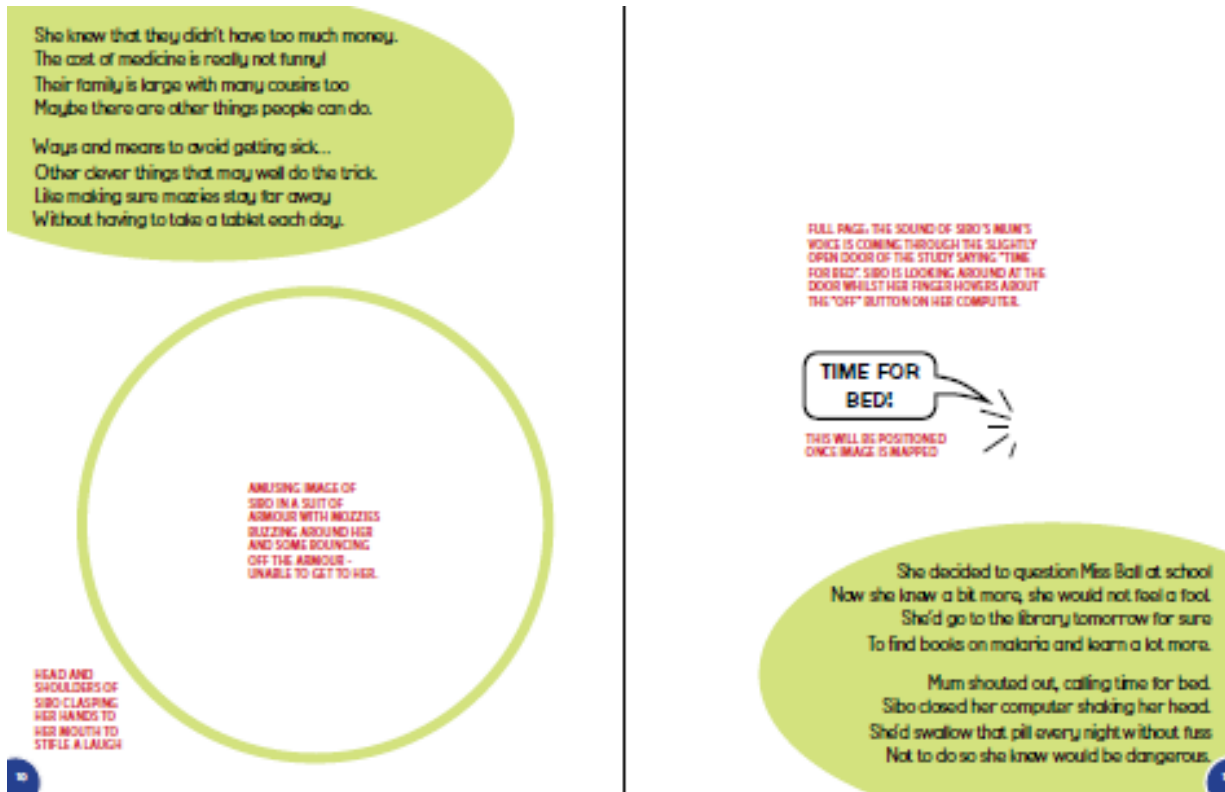 She knew that they didn't have too much money.
The cost of medicine is really not funny!
Their family is large with many cousins too
Maybe there are other things people can do.
Ways and means to avoid getting sick...
Other clever things that may well do the trick.
Like making sure mozzies stay far away
Without having to take a tablet each day.
AMUSING IMAGE OF
SIBO IN A SUIT OF
ARMOUR WITH MOZZIES
BUZZING AROUND HER
AND SOME BOUNCING
OFF THE ARMOUR -
UNABLE TO GET TO HER.
HEAD AND
SHOULDERS OF
SIBO CLASPING
HER HANDS TO
HER MOUTH TO
STIFLE A LAUGH
10
FULL PAGE: THE SOUND OF SIBO'S MUM'S
VOICE IS COMING THROUGH THE SLIGHTLY
OPEN DOOR OF THE STUDY SAYING "TIME
FOR BED". SIBO IS LOOKING AROUND AT THE
DOOR WHILST HER FINGER HOVERS ABOUT
THE "OFF" BUTTON ON HER COMPUTER.
TIME FOR
BED!
THIS WILL BE POSITIONED
ONCE IMAGE IS MAPPED
She decided to question Miss Ball at school
Now she knew a bit more, she would not feel a fool.
She'd go to the library tomorrow for sure
To find books on malaria and learn a lot more.
Mum shouted out, calling time for bed.
Sibo closed her computer shaking her head.
She'd swallow that pill every night without fuss
Not to do so she knew would be dangerous.